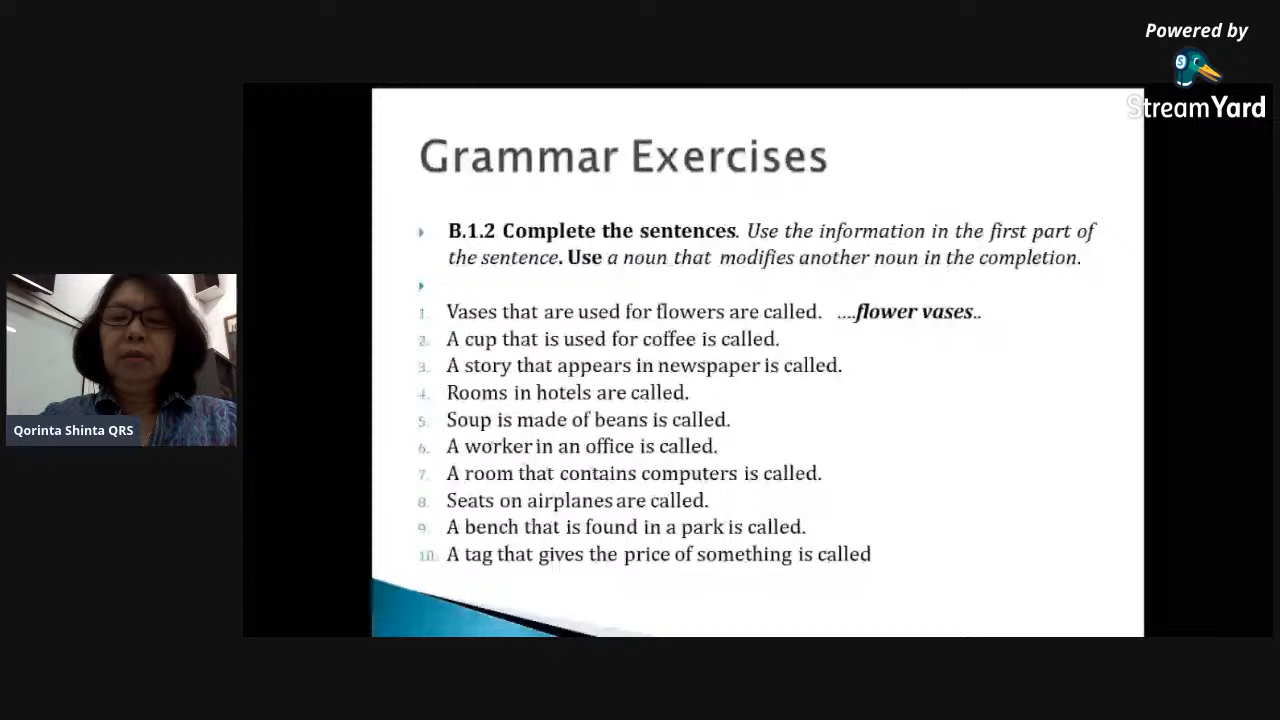 Powered by
StreamYard
Grammar Exercises
B.1.2 Complete the sentences. Use the information in the first part of
the sentence. Use a noun that modifies another noun in the completion.
1. Vases that are used for flowers are called. ....flower vases..
2. A cup that is used for coffee is called.
3. A story that appears in newspaper is called.
4. Rooms in hotels are called.
5. Soup is made of beans is called.
6. A worker in an office is called.
7. A room that contains computers is called.
8. Seats on airplanes are called.
9. A bench that is found in a park is called.
10. A tag that gives the price of something is called
Qorinta Shinta QRS